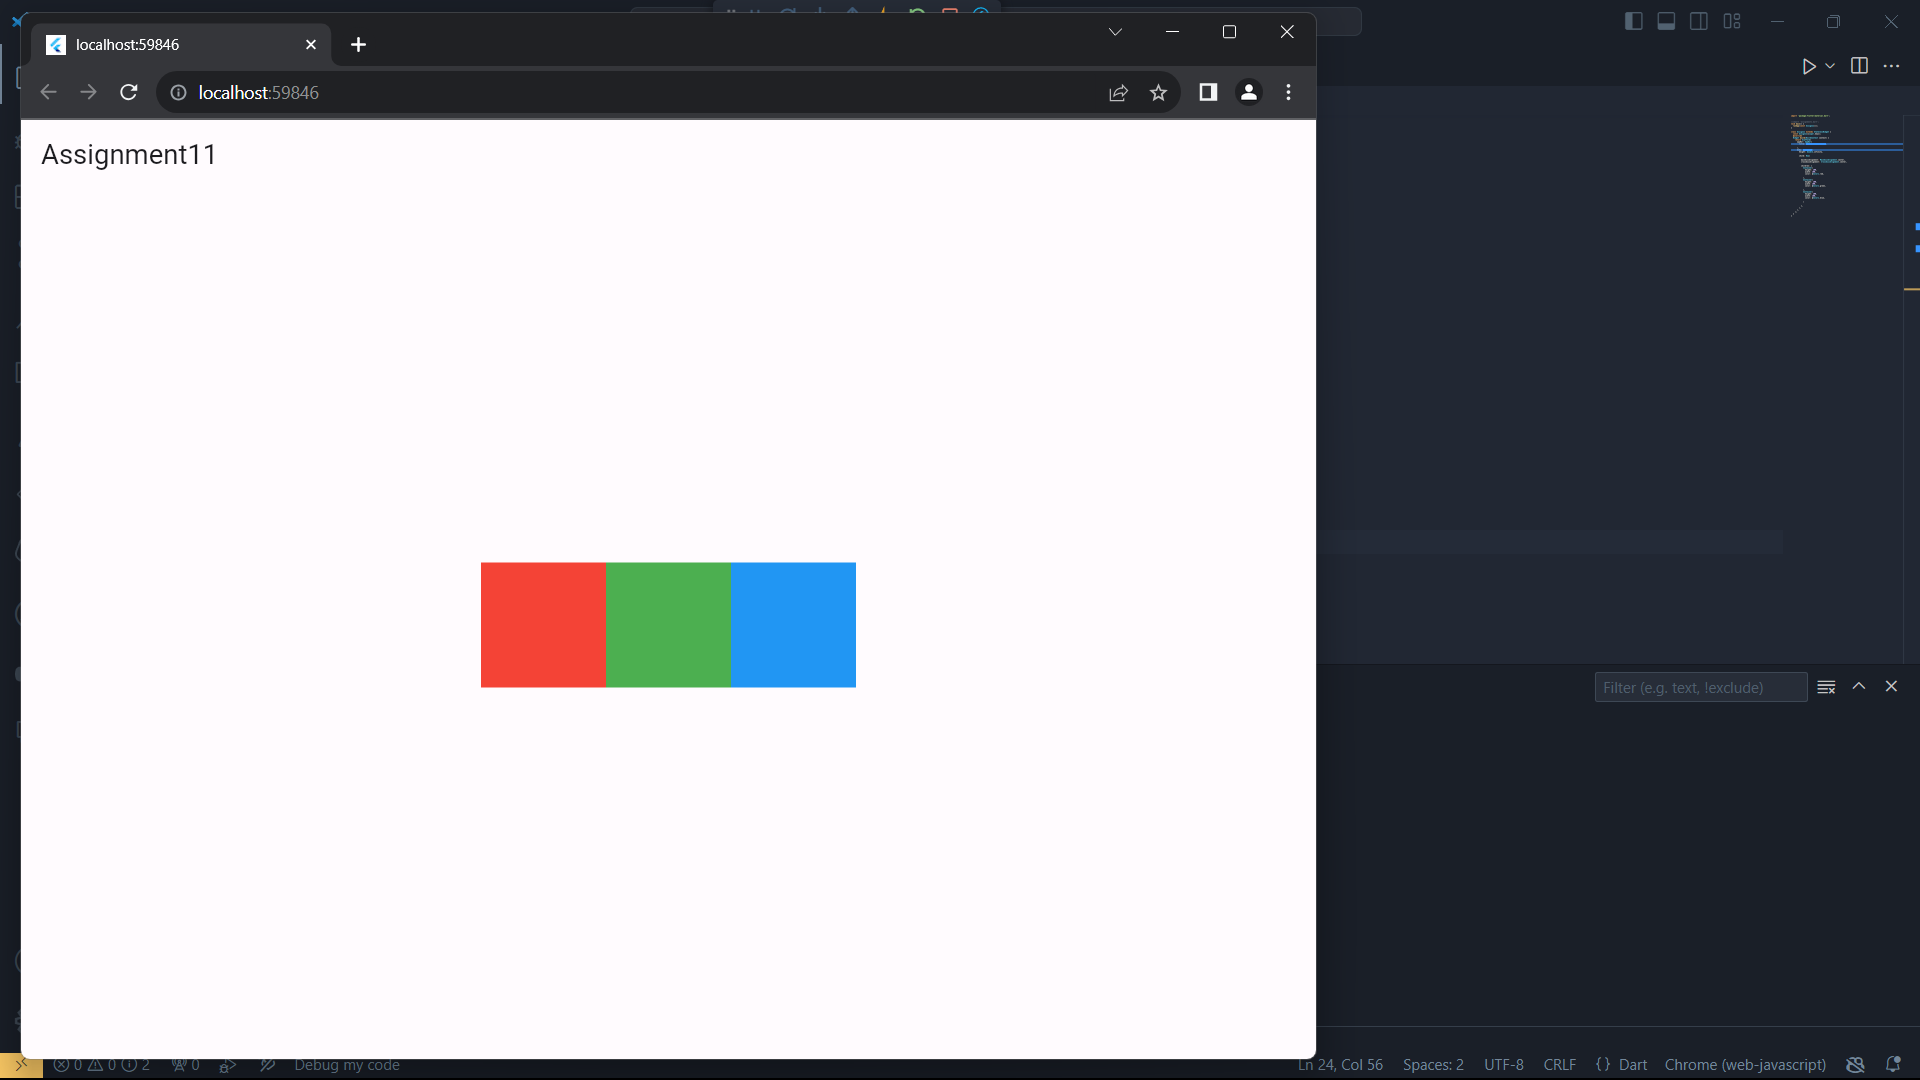 localhost:59846
localhost:59846
Assignment11
Filter (e.g. text, !exclude)
0 0 2 0 Debug my code Ln 24, Col 56 Spaces: 2 UTF-8 CRLF {} Dart Chrome (web-javascript)